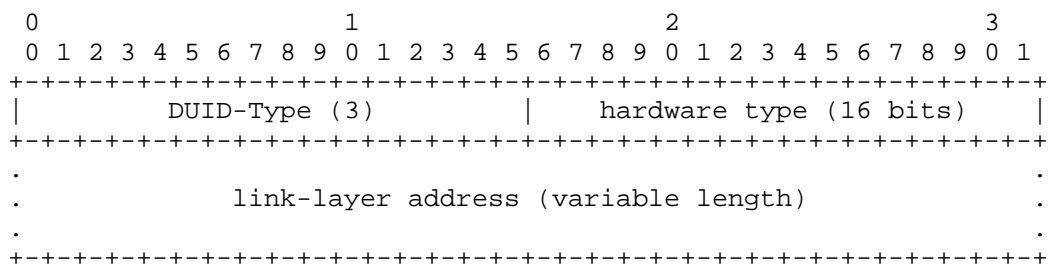 0                   1                   2                   3
 0 1 2 3 4 5 6 7 8 9 0 1 2 3 4 5 6 7 8 9 0 1 2 3 4 5 6 7 8 9 0 1
+-+-+-+-+-+-+-+-+-+-+-+-+-+-+-+-+-+-+-+-+-+-+-+-+-+-+-+-+-+-+-+-+
|         DUID-Type (3)         |    hardware type (16 bits)    |
+-+-+-+-+-+-+-+-+-+-+-+-+-+-+-+-+-+-+-+-+-+-+-+-+-+-+-+-+-+-+-+-+
.                                                               .
.             link-layer address (variable length)              .
.                                                               .
+-+-+-+-+-+-+-+-+-+-+-+-+-+-+-+-+-+-+-+-+-+-+-+-+-+-+-+-+-+-+-+-+